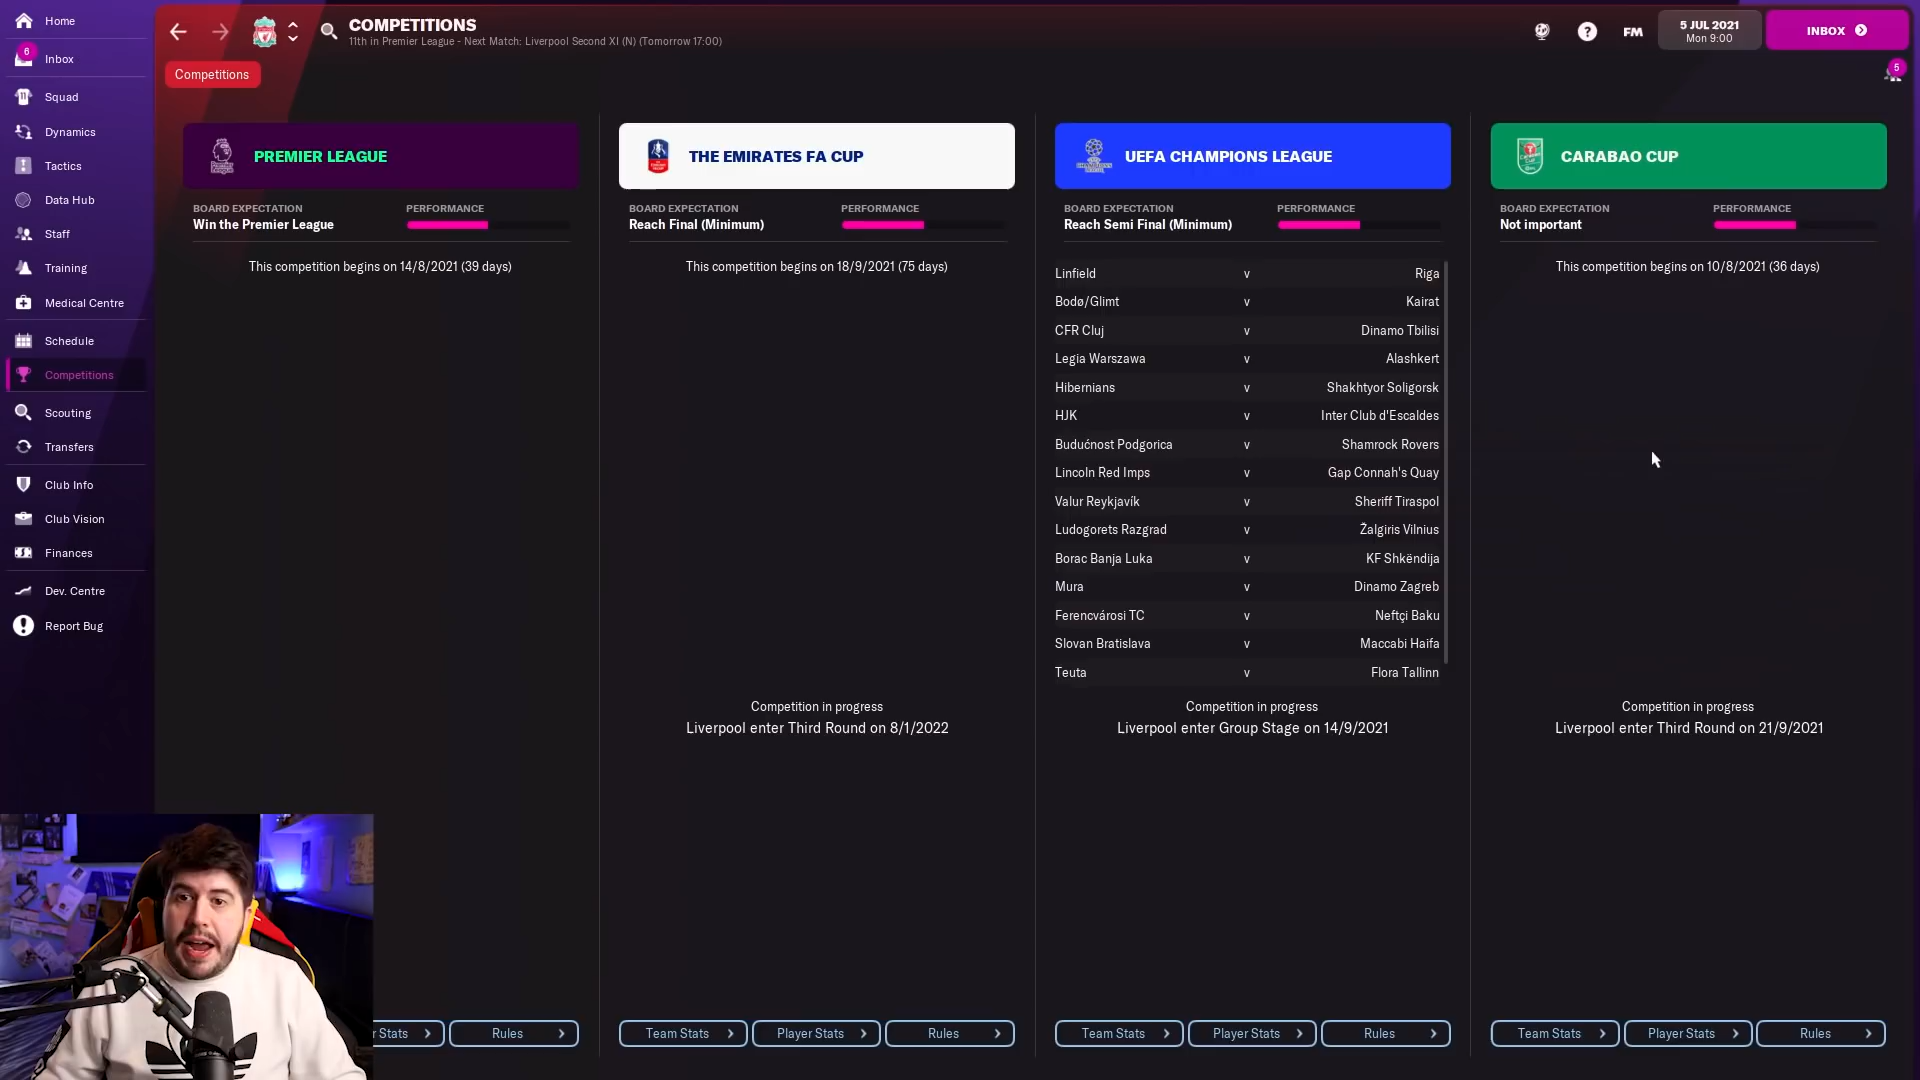 Home
6
Inbox
Squad
Dynamics
Tactics
Data Hub
Staff
Training
Medical Centre
Schedule
Competitions
Scouting
Transfers
Club Info
Club Vision
Finances
Dev. Centre
Report Bug
COMPETITIONS
11th in Premier League - Next Match: Liverpool Second XI (N) (Tomorrow 17:00)
?
FM
5 JUL 2021
Mon 9:00
INBOX
Competitions
5
PREMIER LEAGUE
BOARD EXPECTATION PERFORMANCE
Win the Premier League
This competition begins on 14/8/2021 (39 days)
r Stats Rules
THE EMIRATES FA CUP
BOARD EXPECTATION PERFORMANCE
Reach Final (Minimum)
This competition begins on 18/9/2021 (75 days)
Competition in progress
Liverpool enter Third Round on 8/1/2022
Team Stats Player Stats Rules
UEFA CHAMPIONS LEAGUE
BOARD EXPECTATION PERFORMANCE
Reach Semi Final (Minimum)
Linfield v Riga
Bodø/Glimt v Kairat
CFR Cluj v Dinamo Tbilisi
Legia Warszawa v Alashkert
Hibernians v Shakhtyor Soligorsk
HJK v Inter Club d'Escaldes
Budućnost Podgorica v Shamrock Rovers
Lincoln Red Imps v Gap Connah's Quay
Valur Reykjavík v Sheriff Tiraspol
Ludogorets Razgrad v Žalgiris Vilnius
Borac Banja Luka v KF Shkëndija
Mura v Dinamo Zagreb
Ferencvárosi TC v Neftçi Baku
Slovan Bratislava v Maccabi Haifa
Teuta v Flora Tallinn
Competition in progress
Liverpool enter Group Stage on 14/9/2021
Team Stats Player Stats Rules
CARABAO CUP
BOARD EXPECTATION PERFORMANCE
Not important
This competition begins on 10/8/2021 (36 days)
Competition in progress
Liverpool enter Third Round on 21/9/2021
Team Stats Player Stats Rules